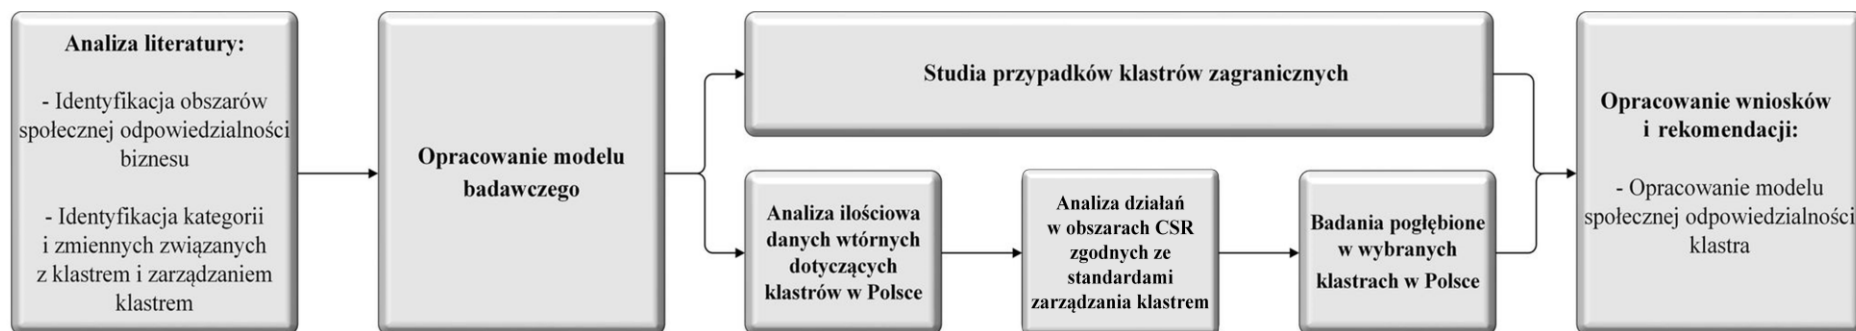 Analiza literatury:
- Identyfikacja obszarów
społecznej odpowiedzialności
biznesu
- Identyfikacja kategorii
i zmiennych związanych
z klastrem i zarządzaniem
klastrem
Opracowanie modelu
badawczego
Studia przypadków klastrów zagranicznych
Analiza ilościowa
danych wtórnych
dotyczących
klastrów w Polsce
Analiza działań
w obszarach CSR
zgodnych ze
standardami
zarządzania klastrem
Badania pogłębione
w wybranych
klastrach w Polsce
Opracowanie wniosków
i rekomendacji:
- Opracowanie modelu
społecznej odpowiedzialności
klastra